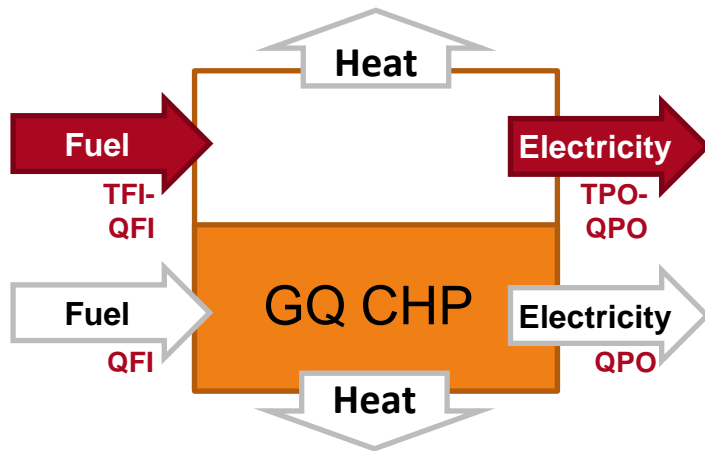 Heat
Fuel
Electricity
TFI-
QFI
TPO-
QPO
GQ CHP
Fuel
Electricity
QFI
QPO
Heat